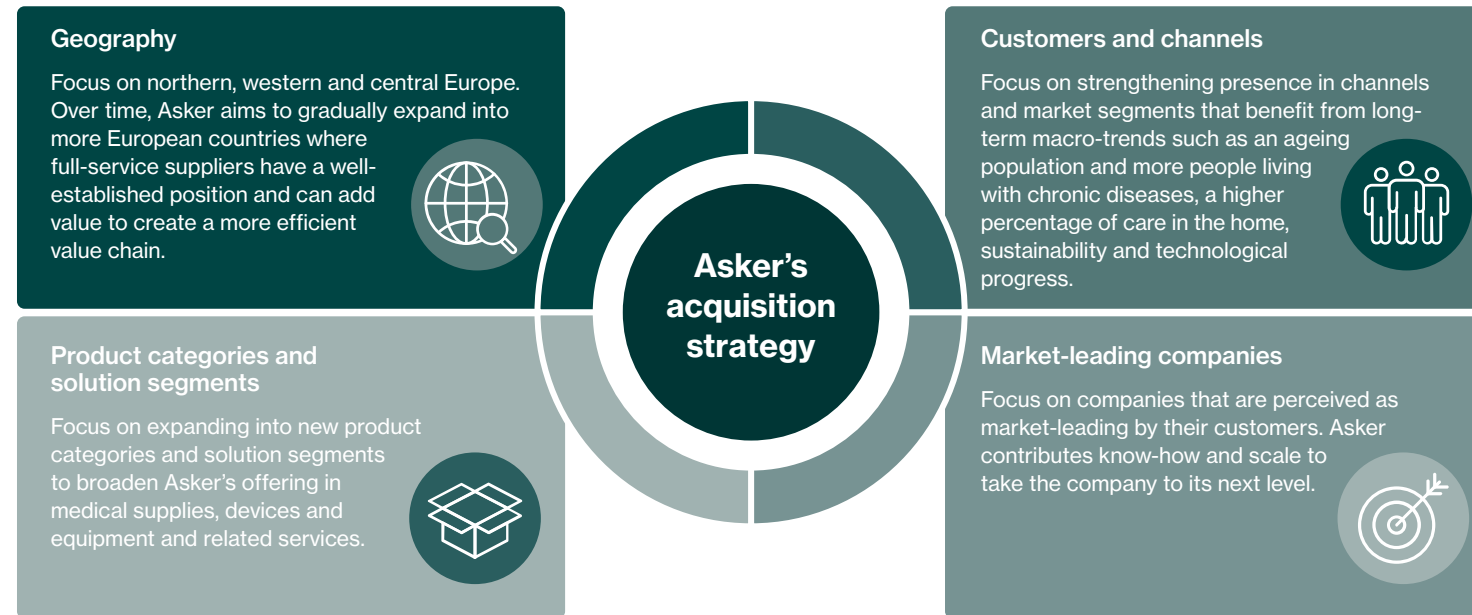 Geography
Focus on northern, western and central Europe.
Over time, Asker aims to gradually expand into
more European countries where
full-service suppliers have a well-
established position and can add
value to create a more efficient
value chain.
Customers and channels
Focus on strengthening presence in channels
and market segments that benefit from long-
term macro-trends such as an ageing
population and more people living
with chronic diseases, a higher
percentage of care in the home,
sustainability and technological
progress.
Asker’s
acquisition
strategy
Product categories and
solution segments
Focus on expanding into new product
categories and solution segments
to broaden Asker’s offering in
medical supplies, devices and
equipment and related services.
Market-leading companies
Focus on companies that are perceived as
market-leading by their customers. Asker
contributes know-how and scale to
take the company to its next level.